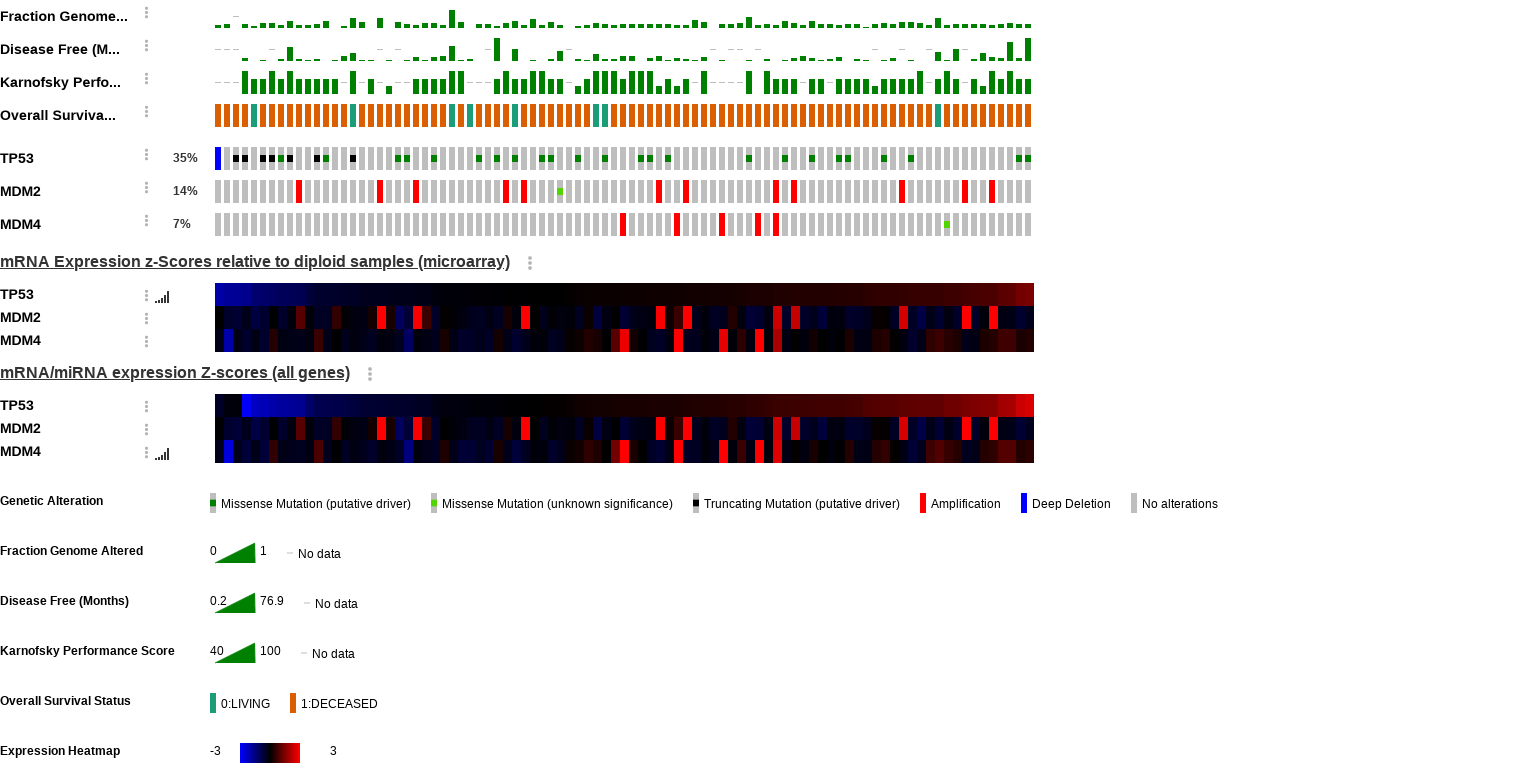 Fraction Genome...
Disease Free (M...
Karnofsky Perfo...
Overall Surviva...
TP53 35%
MDM2 14%
MDM4 7%
mRNA Expression z-Scores relative to diploid samples (microarray)
TP53
MDM2
MDM4
mRNA/miRNA expression Z-scores (all genes)
TP53
MDM2
MDM4
Genetic Alteration Missense Mutation (putative driver) Missense Mutation (unknown significance) Truncating Mutation (putative driver) Amplification Deep Deletion No alterations
Fraction Genome Altered 0 1 No data
Disease Free (Months) 0.2 76.9 No data
Karnofsky Performance Score 40 100 No data
Overall Survival Status 0:LIVING 1:DECEASED
Expression Heatmap -3 3